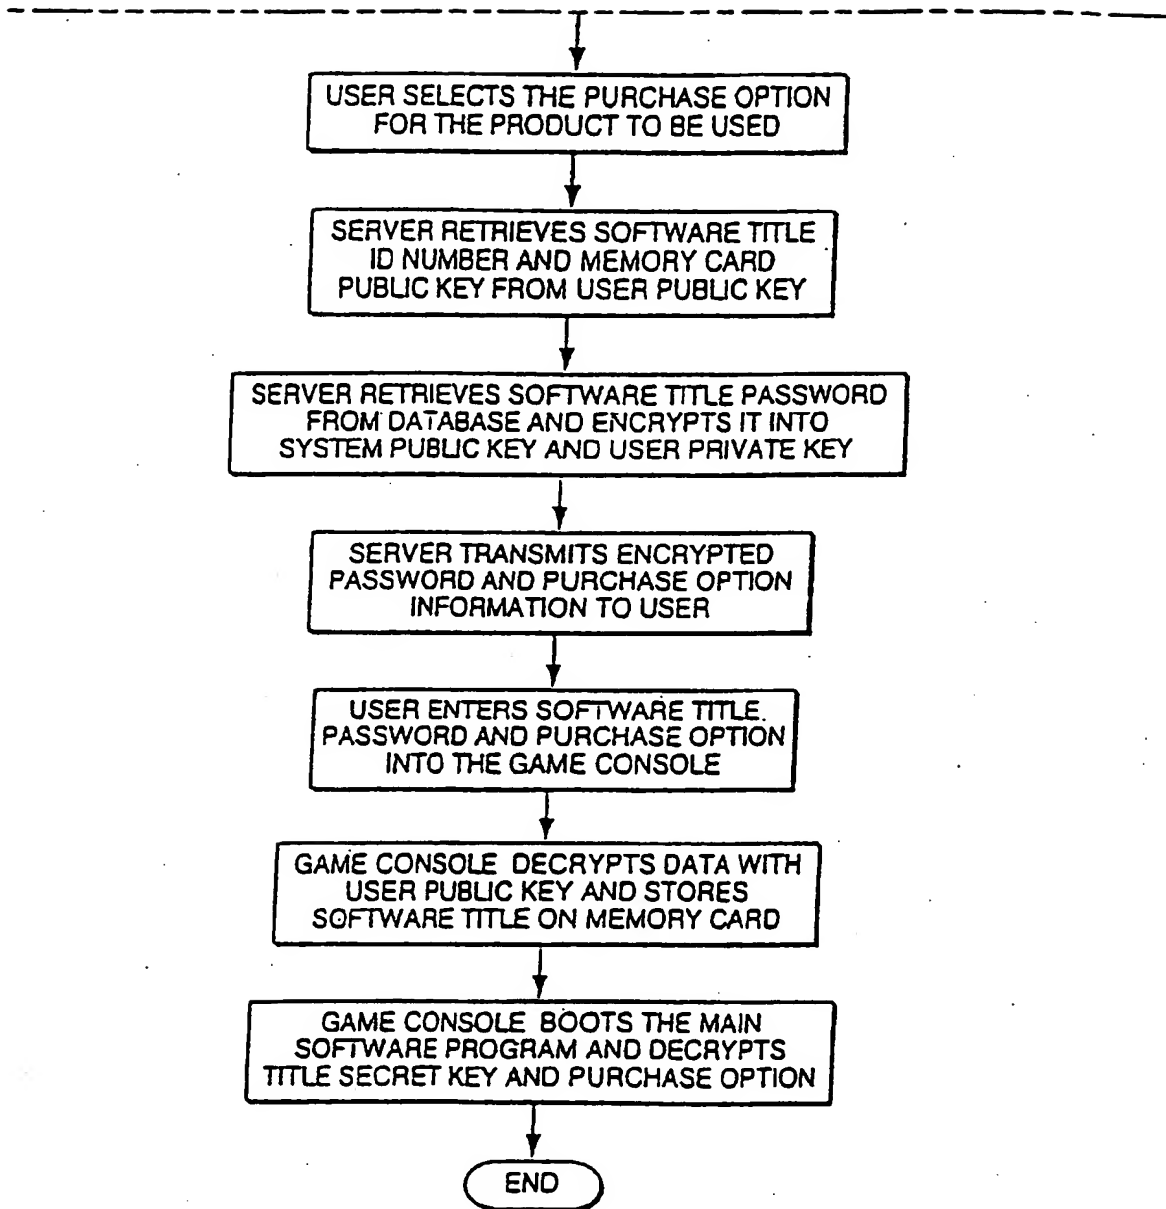 USER SELECTS THE PURCHASE OPTION
FOR THE PRODUCT TO BE USED
SERVER RETRIEVES SOFTWARE TITLE
ID NUMBER AND MEMORY CARD
PUBLIC KEY FROM USER PUBLIC KEY
SERVER RETRIEVES SOFTWARE TITLE PASSWORD
FROM DATABASE AND ENCRYPTS IT INTO
SYSTEM PUBLIC KEY AND USER PRIVATE KEY
SERVER TRANSMITS ENCRYPTED
PASSWORD AND PURCHASE OPTION
INFORMATION TO USER
USER ENTERS SOFTWARE TITLE.
PASSWORD AND PURCHASE OPTION
INTO THE GAME CONSOLE
GAME CONSOLE DECRYPTS DATA WITH
USER PUBLIC KEY AND STORES
SOFTWARE TITLE ON MEMORY CARD
GAME CONSOLE BOOTS THE MAIN
SOFTWARE PROGRAM AND DECRYPTS
TITLE SECRET KEY AND PURCHASE OPTION
END